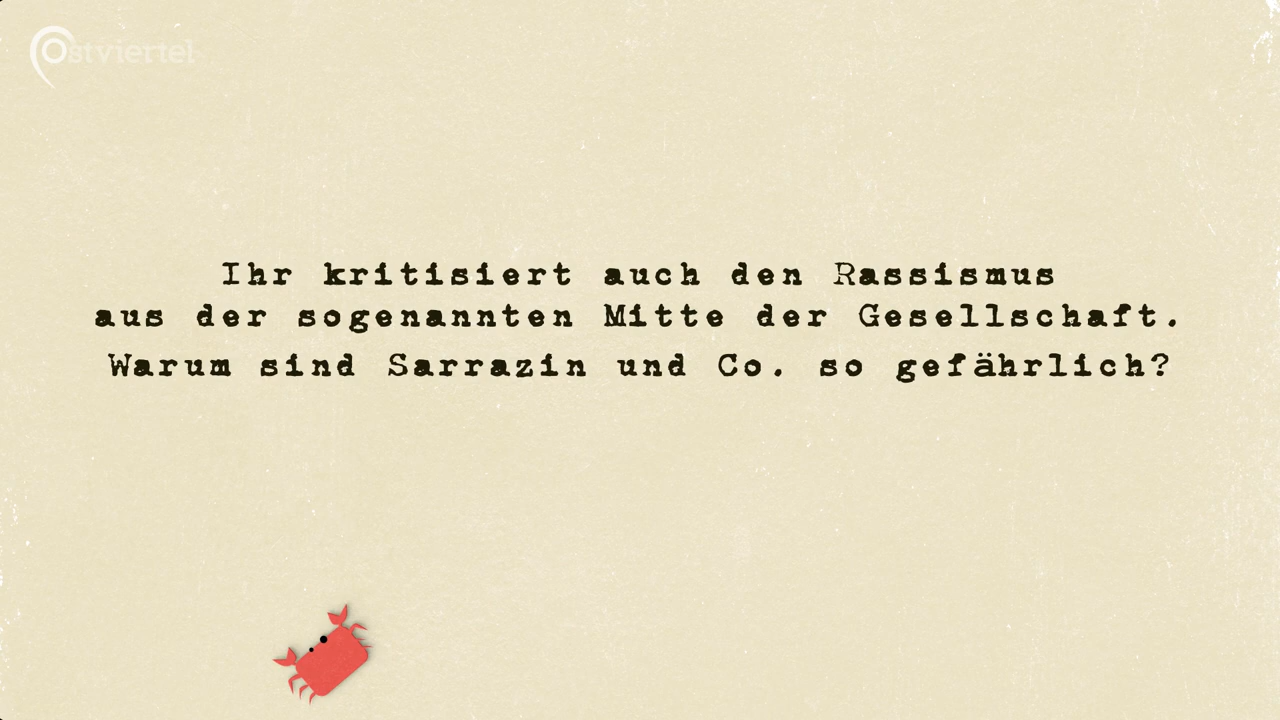 Ostviertel
Ihr kritisiert auch den Rassismus
aus der sogenannten Mitte der Gesellschaft.
Warum sind Sarrazin und Co. so gefährlich?